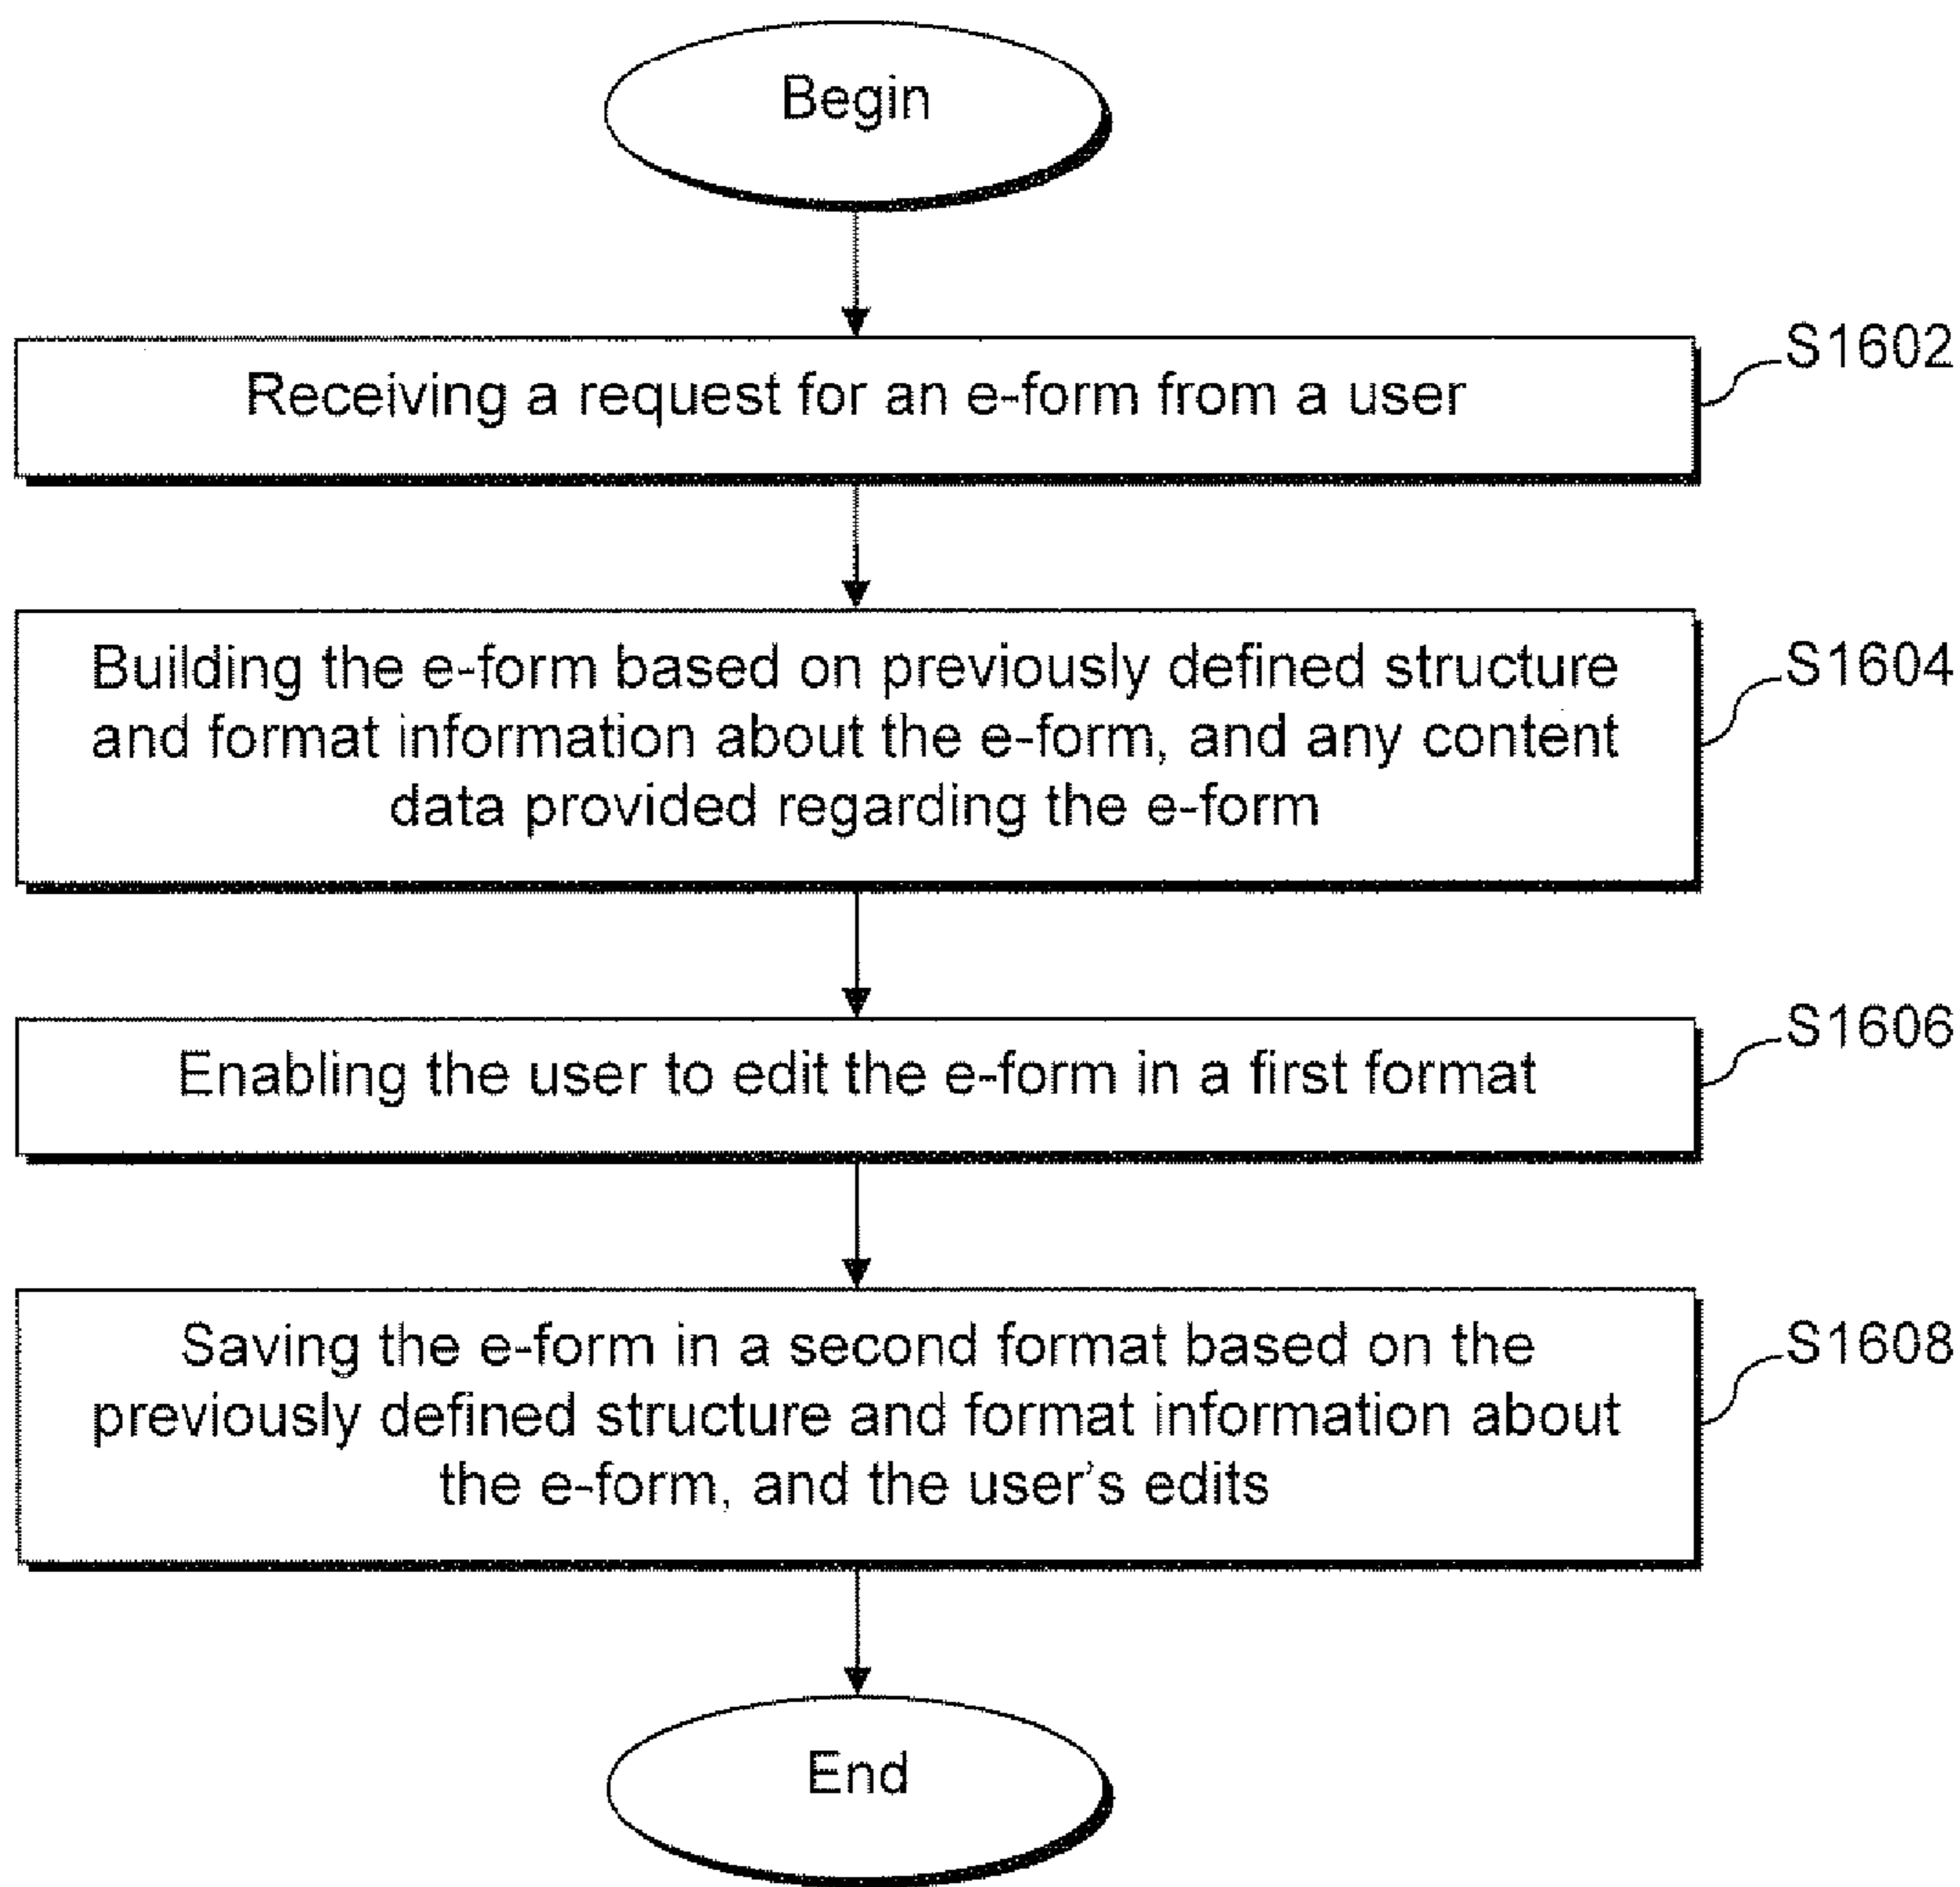 Begin
Receiving a request for an e-form from a user
S1602
Building the e-form based on previously defined structure
and format information about the e-form, and any content
data provided regarding the e-form
S1604
Enabling the user to edit the e-form in a first format
S1606
Saving the e-form in a second format based on the
previously defined structure and format information about
the e-form, and the user's edits
S1608
End